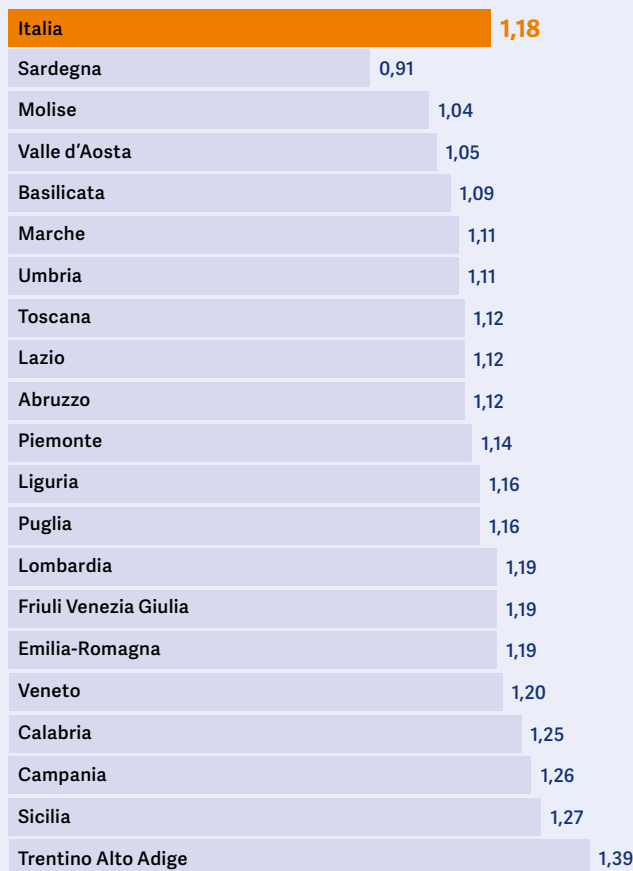 Italia 1,18
Sardegna 0,91
Molise 1,04
Valle d’Aosta 1,05
Basilicata 1,09
Marche 1,11
Umbria 1,11
Toscana 1,12
Lazio 1,12
Abruzzo 1,12
Piemonte 1,14
Liguria 1,16
Puglia 1,16
Lombardia 1,19
Friuli Venezia Giulia 1,19
Emilia-Romagna 1,19
Veneto 1,20
Calabria 1,25
Campania 1,26
Sicilia 1,27
Trentino Alto Adige 1,39